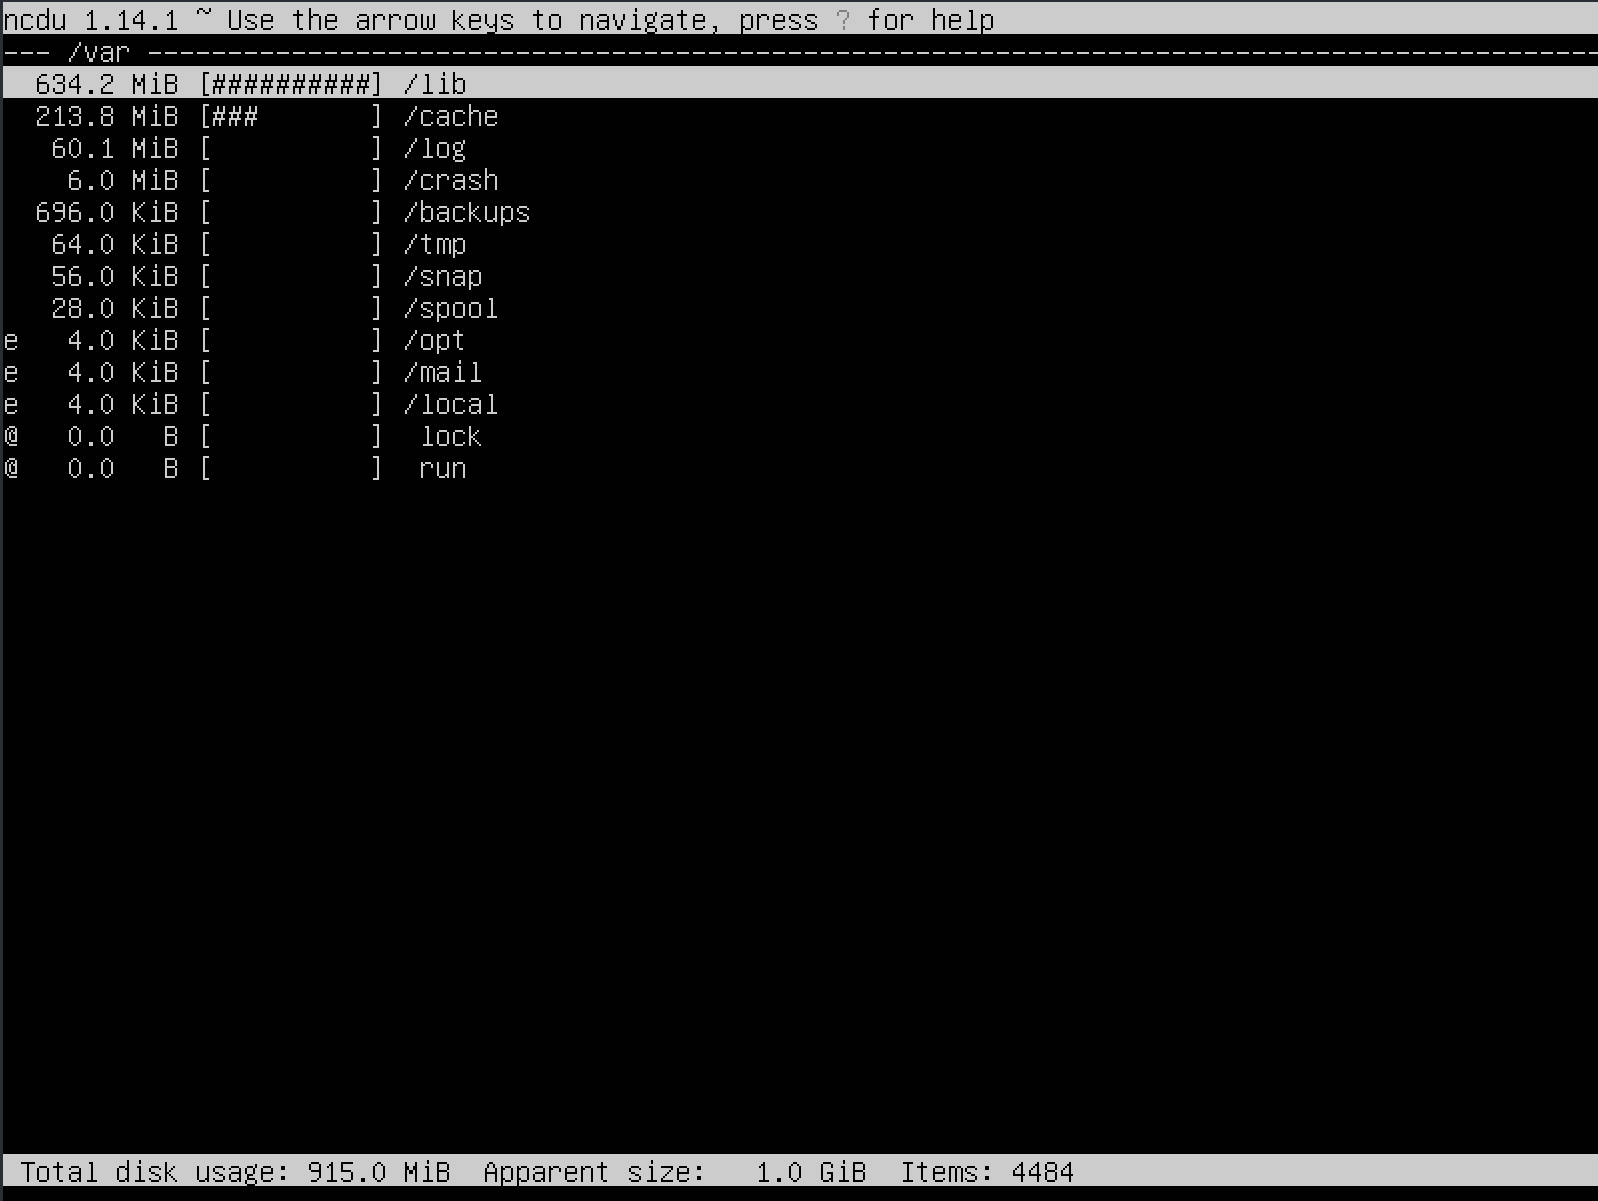 ncdu 1.14.1 ~ Use the arrow keys to navigate, press ? for help
--- /var -------------------------------------------------------------------------------------------
  634.2 MiB [##########] /lib
  213.8 MiB [###       ] /cache
   60.1 MiB [          ] /log
    6.0 MiB [          ] /crash
  696.0 KiB [          ] /backups
   64.0 KiB [          ] /tmp
   56.0 KiB [          ] /snap
   28.0 KiB [          ] /spool
e   4.0 KiB [          ] /opt
e   4.0 KiB [          ] /mail
e   4.0 KiB [          ] /local
@   0.0   B [          ]  lock
@   0.0   B [          ]  run
 Total disk usage: 915.0 MiB  Apparent size:   1.0 GiB  Items: 4484